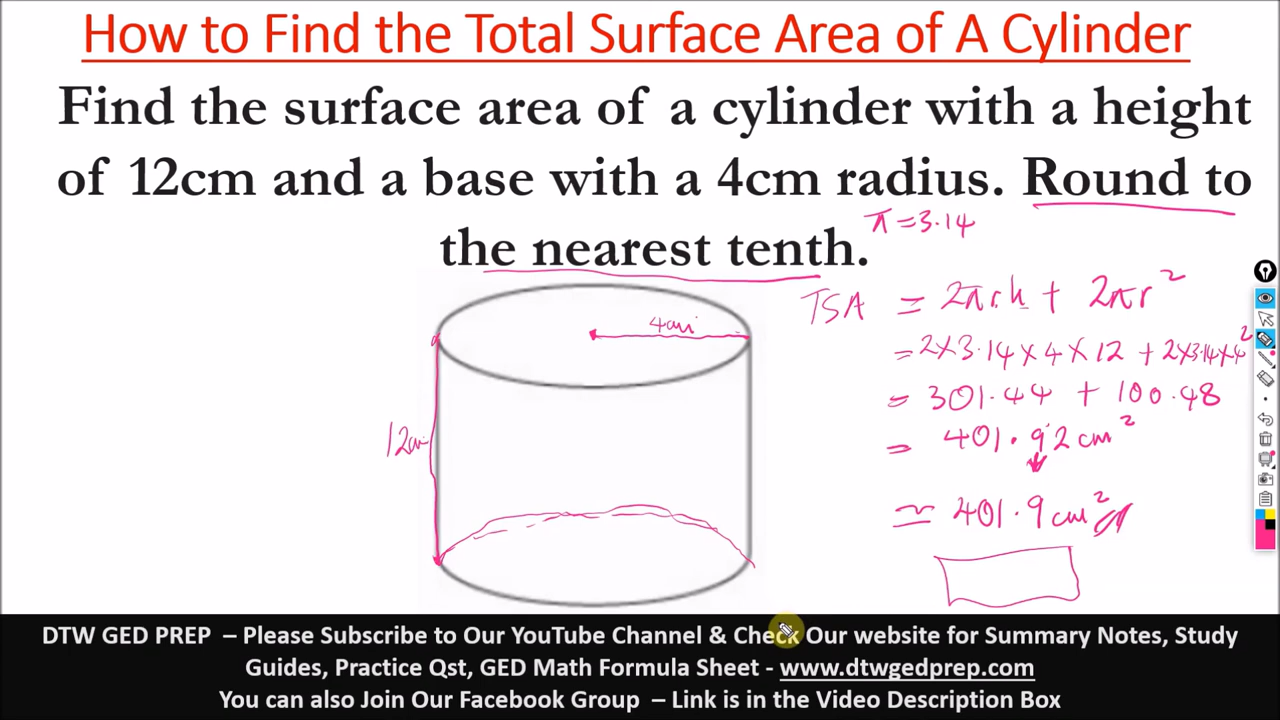 How to Find the Total Surface Area of A Cylinder
Find the surface area of a cylinder with a height
of 12cm and a base with a 4cm radius. Round to
the nearest tenth.
π = 3.14
4cm
12cm
TSA = 2πrh + 2πr²
= 2×3.14×4×12 + 2×3.14×4²
= 301.44 + 100.48
= 401.92 cm²
≃ 401.9 cm²
DTW GED PREP – Please Subscribe to Our YouTube Channel & Check Our website for Summary Notes, Study
Guides, Practice Qst, GED Math Formula Sheet - www.dtwgedprep.com
You can also Join Our Facebook Group – Link is in the Video Description Box